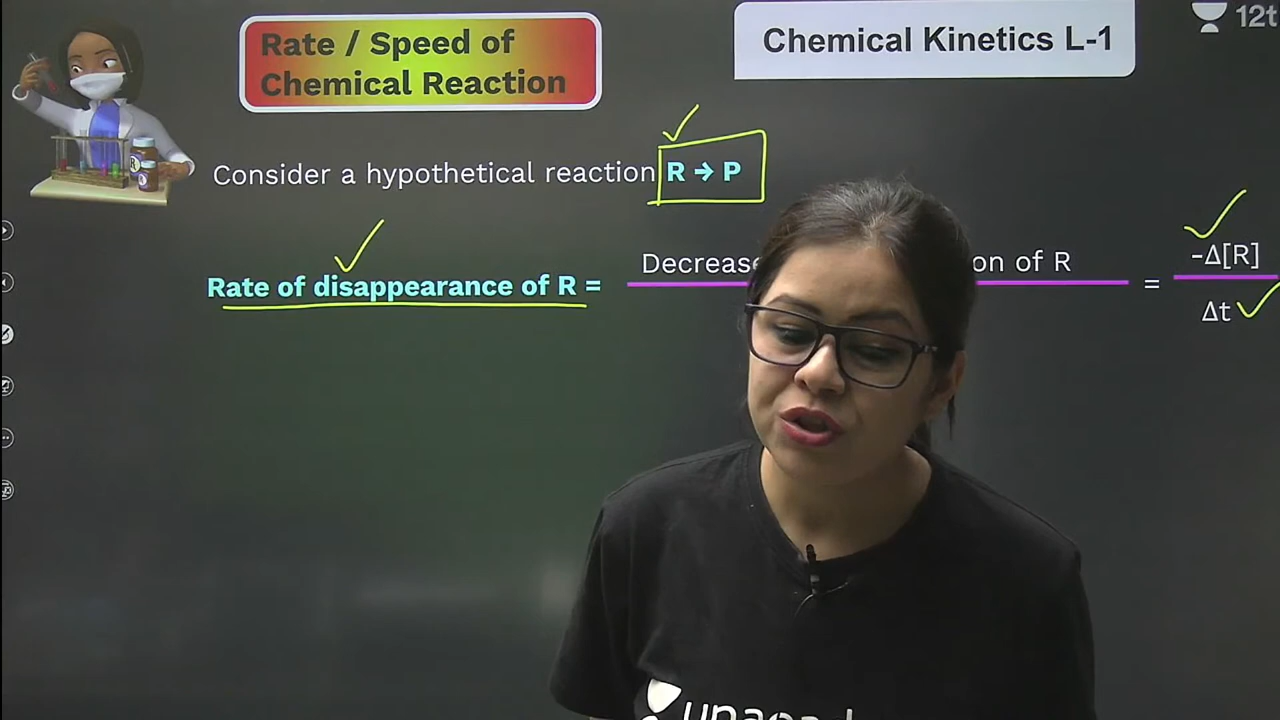 Rate / Speed of
Chemical Reaction
Chemical Kinetics L-1
12t
Consider a hypothetical reaction R → P
Rate of disappearance of R =
Decrease on of R
=
-Δ[R]
Δt
unacad